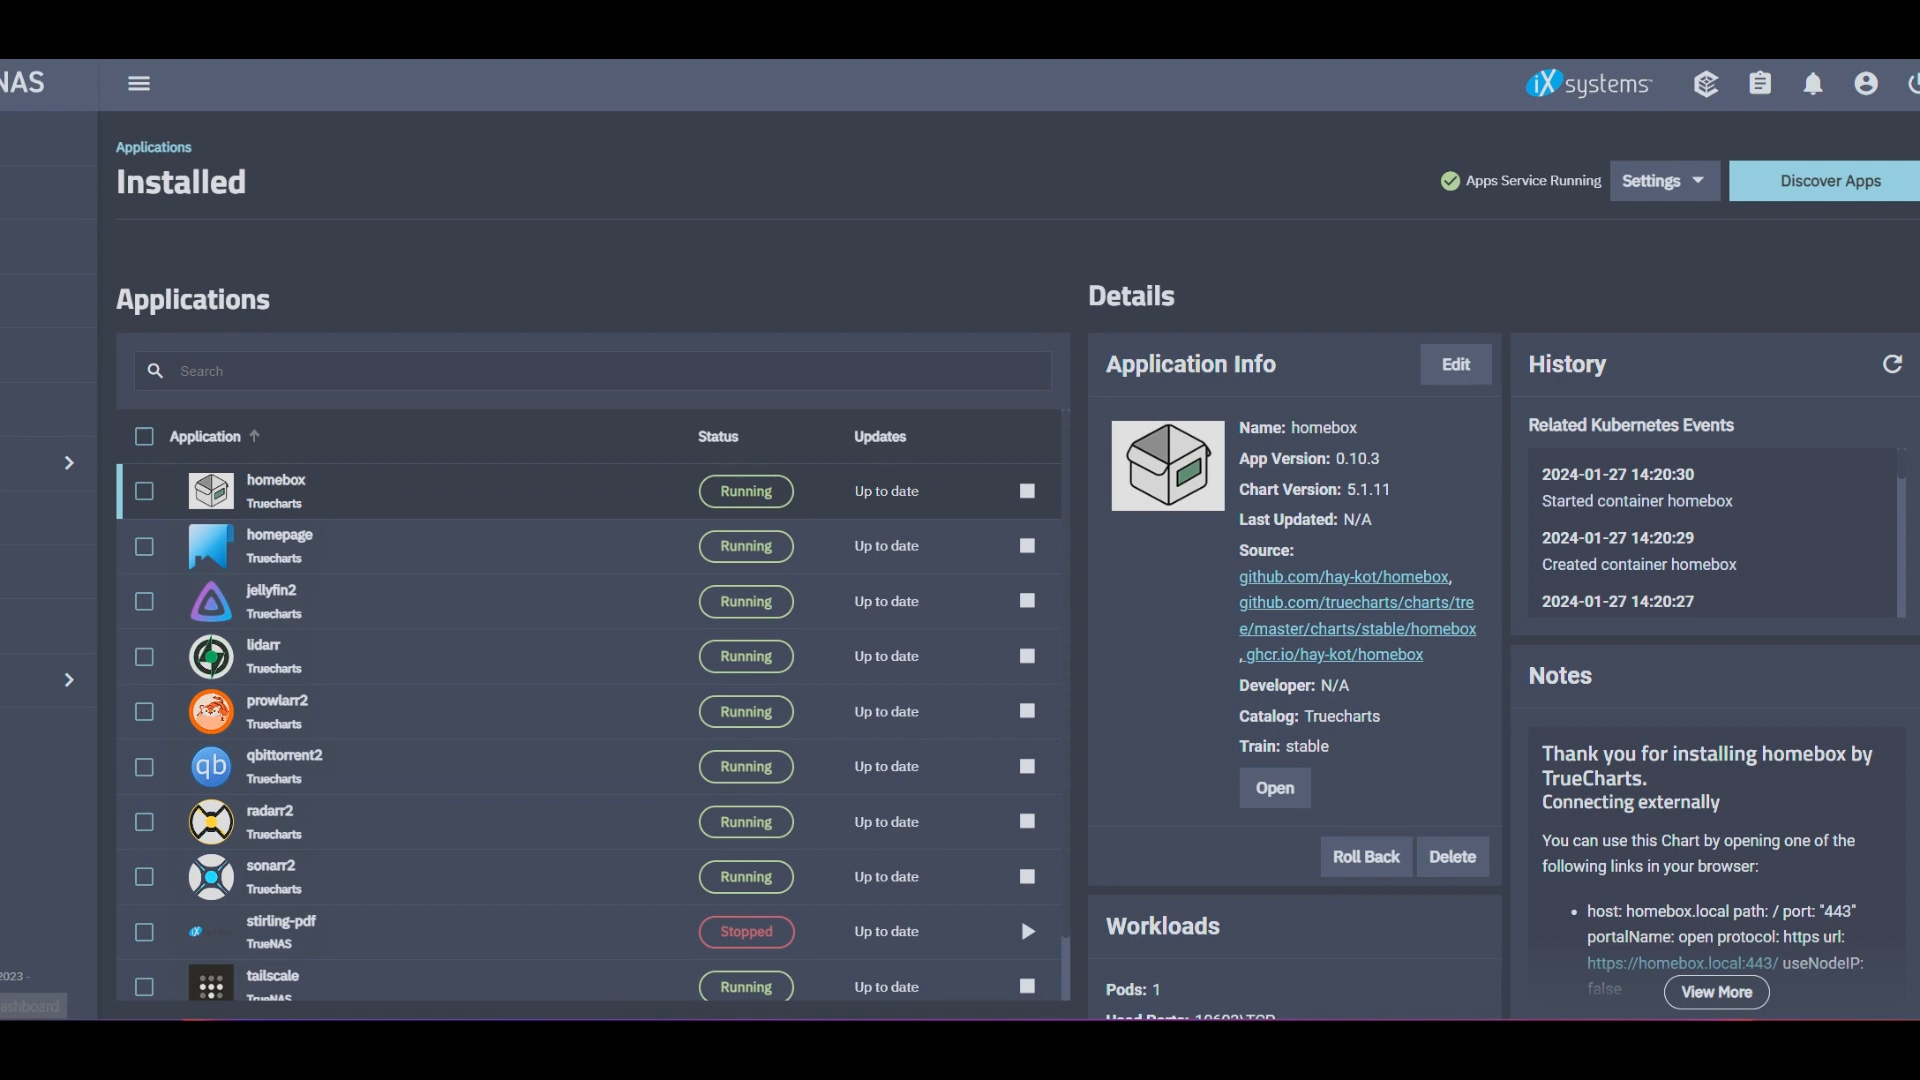 NAS
iXsystems
Applications
Installed
Apps Service Running
Settings
Discover Apps
Applications
Details
Search
Application Info
Edit
History
Application
Status
Updates
Name: homebox
App Version: 0.10.3
Chart Version: 5.1.11
Last Updated: N/A
Source:
github.com/hay-kot/homebox,
github.com/truecharts/charts/tre
e/master/charts/stable/homebox
, ghcr.io/hay-kot/homebox
Developer: N/A
Catalog: Truecharts
Train: stable
Open
Roll Back
Delete
Related Kubernetes Events
2024-01-27 14:20:30
Started container homebox
2024-01-27 14:20:29
Created container homebox
2024-01-27 14:20:27
homebox
Truecharts
Running
Up to date
homepage
Truecharts
Running
Up to date
jellyfin2
Truecharts
Running
Up to date
lidarr
Truecharts
Running
Up to date
prowlarr2
Truecharts
Running
Up to date
qb
qbittorrent2
Truecharts
Running
Up to date
radarr2
Truecharts
Running
Up to date
sonarr2
Truecharts
Running
Up to date
stirling-pdf
TrueNAS
Stopped
Up to date
tailscale
TrueNAS
Running
Up to date
Notes
Thank you for installing homebox by
TrueCharts.
Connecting externally
You can use this Chart by opening one of the
following links in your browser:
• host: homebox.local path: / port: "443"
portalName: open protocol: https url:
https://homebox.local:443/ useNodeIP:
false
View More
Workloads
Pods: 1
Used Ports: 10602\TCP
2023 -
ashboard